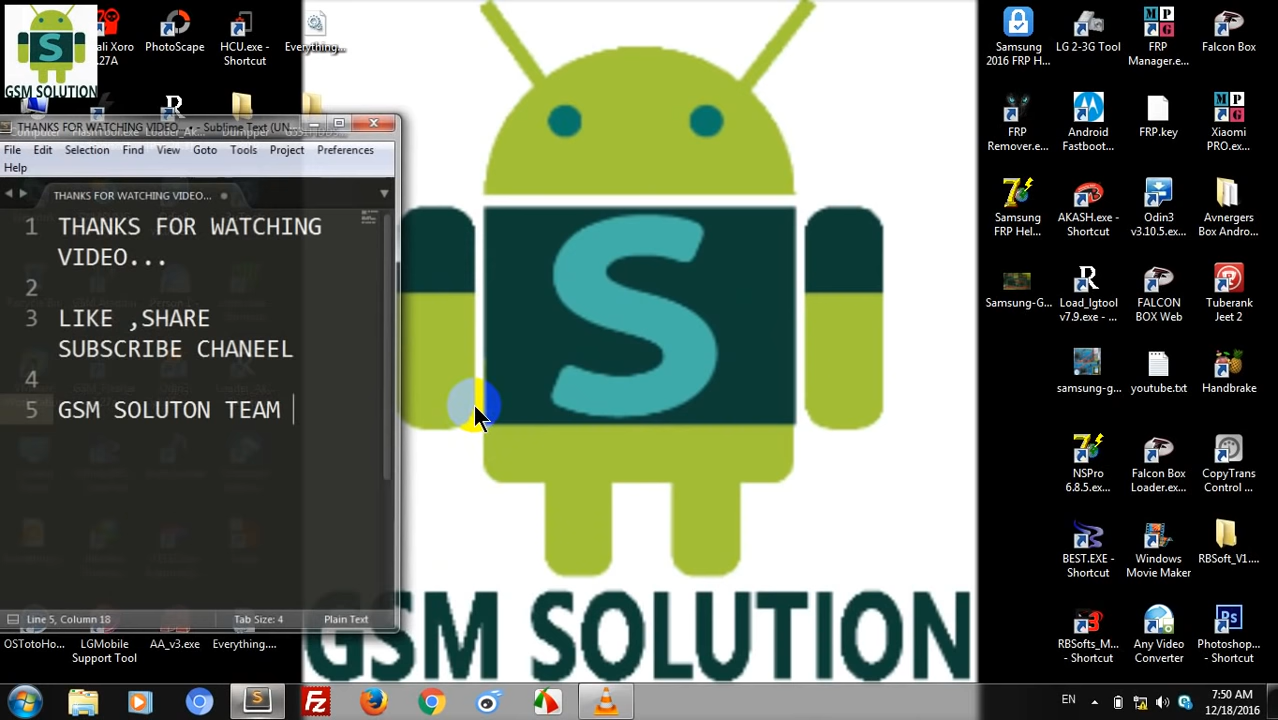 GSM SOLUTION
PhotoScape
HCU.exe -
Shortcut
Everything...
THANKS FOR WATCHING VIDEO... • - Sublime Text (UN...
File Edit Selection Find View Goto Tools Project Preferences
Help
THANKS FOR WATCHING VIDEO...
1 THANKS FOR WATCHING
VIDEO...
2
3 LIKE ,SHARE
SUBSCRIBE CHANEEL
4
5 GSM SOLUTON TEAM
Line 5, Column 18 Tab Size: 4 Plain Text
OSTotoHo...
LGMobile
Support Tool
AA_v3.exe
Everything....
S
GSM SOLUTION
Samsung
2016 FRP H...
LG 2-3G Tool
FRP
Manager.e...
Falcon Box
FRP
Remover.e...
Android
Fastboot...
FRP.key
Xiaomi
PRO.ex...
Samsung
FRP Hel...
AKASH.exe -
Shortcut
Odin3
v3.10.5.ex...
Avnergers
Box Andro...
Samsung-G...
Load_lgtool
v7.9.exe - ...
FALCON
BOX Web
Tuberank
Jeet 2
samsung-g...
youtube.txt
Handbrake
NSPro
6.8.5.ex...
Falcon Box
Loader.ex...
CopyTrans
Control ...
BEST.EXE -
Shortcut
Windows
Movie Maker
RBSoft_V1....
RBSofts_M...
- Shortcut
Any Video
Converter
Photoshop...
- Shortcut
EN
7:50 AM
12/18/2016